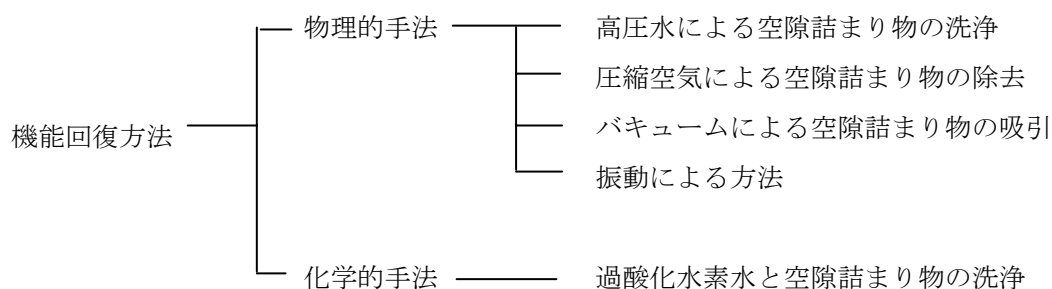 物理的手法
高圧水による空隙詰まり物の洗浄
圧縮空気による空隙詰まり物の除去
機能回復方法
バキュームによる空隙詰まり物の吸引
振動による方法
化学的手法
過酸化水素水と空隙詰まり物の洗浄